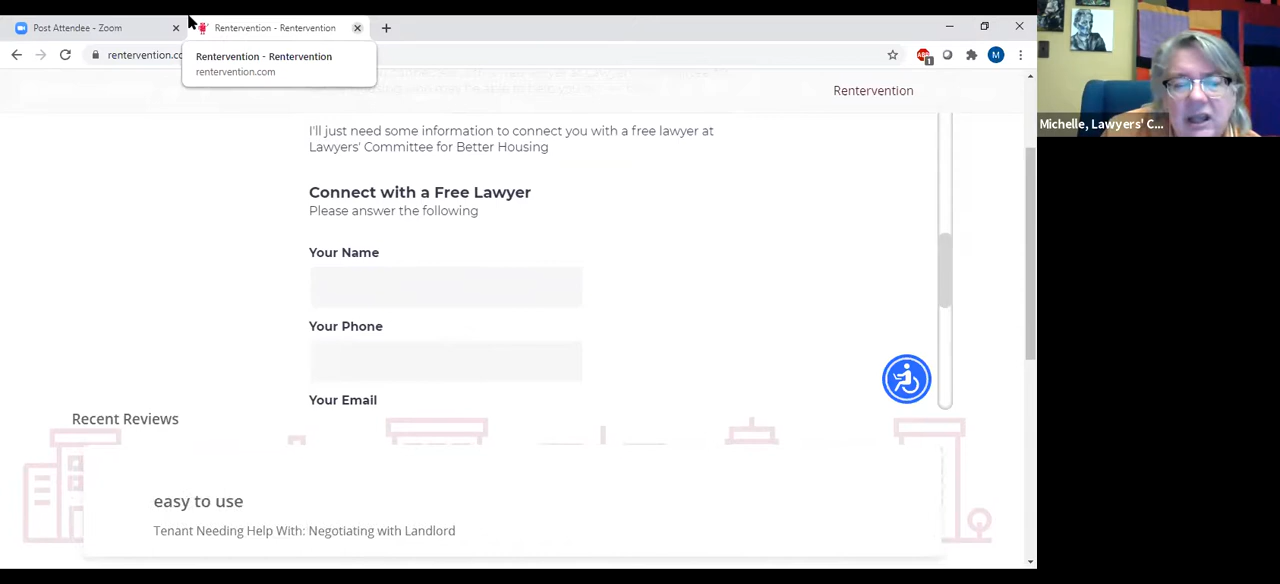 Post Attendee - Zoom
Rentervention - Rentervention
rentervention.co
Rentervention - Rentervention
rentervention.com
ABP
1
M
Rentervention
I'll just need some information to connect you with a free lawyer at
Lawyers' Committee for Better Housing
Connect with a Free Lawyer
Please answer the following
Your Name
Your Phone
Your Email
Recent Reviews
easy to use
Tenant Needing Help With: Negotiating with Landlord
Michelle, Lawyers' C...